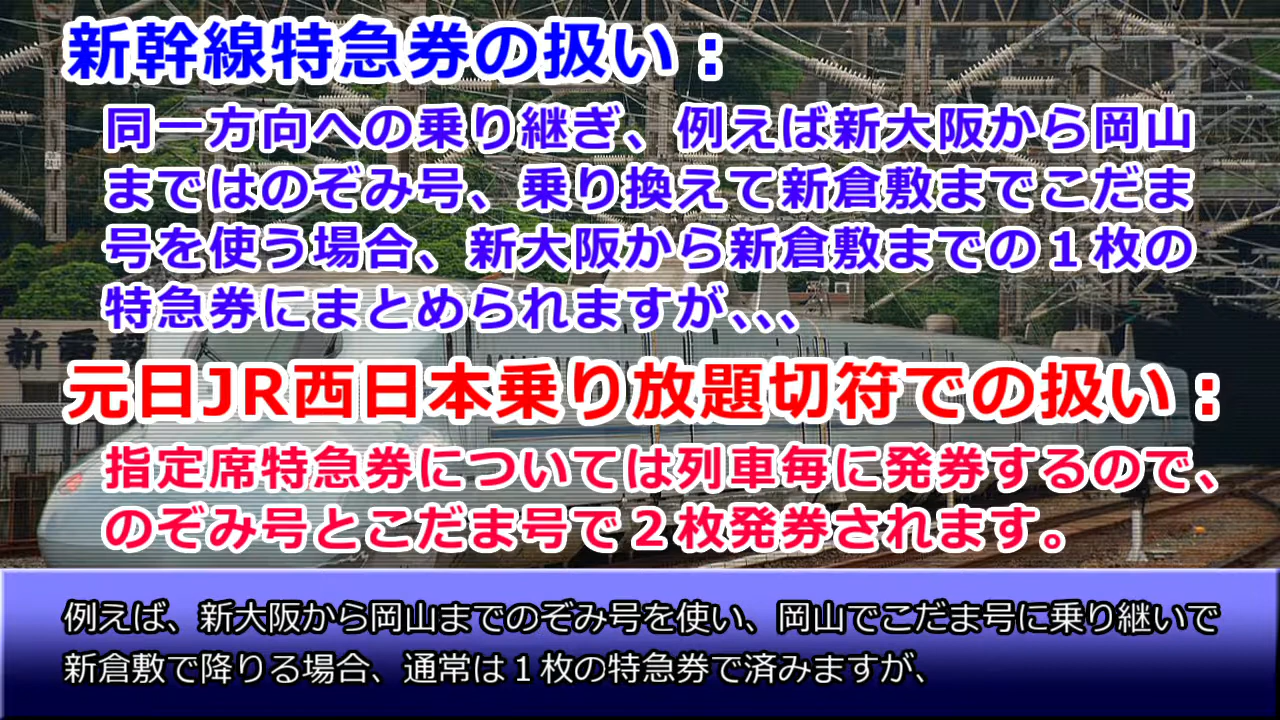 新幹線特急券の扱い：
同一方向への乗り継ぎ、例えば新大阪から岡山
まではのぞみ号、乗り換えて新倉敷までこだま
号を使う場合、新大阪から新倉敷までの１枚の
特急券にまとめられますが、、、
元日JR西日本乗り放題切符での扱い：
指定席特急券については列車毎に発券するので、
のぞみ号とこだま号で２枚発券されます。
例えば、新大阪から岡山までのぞみ号を使い、岡山でこだま号に乗り継いで
新倉敷で降りる場合、通常は１枚の特急券で済みますが、